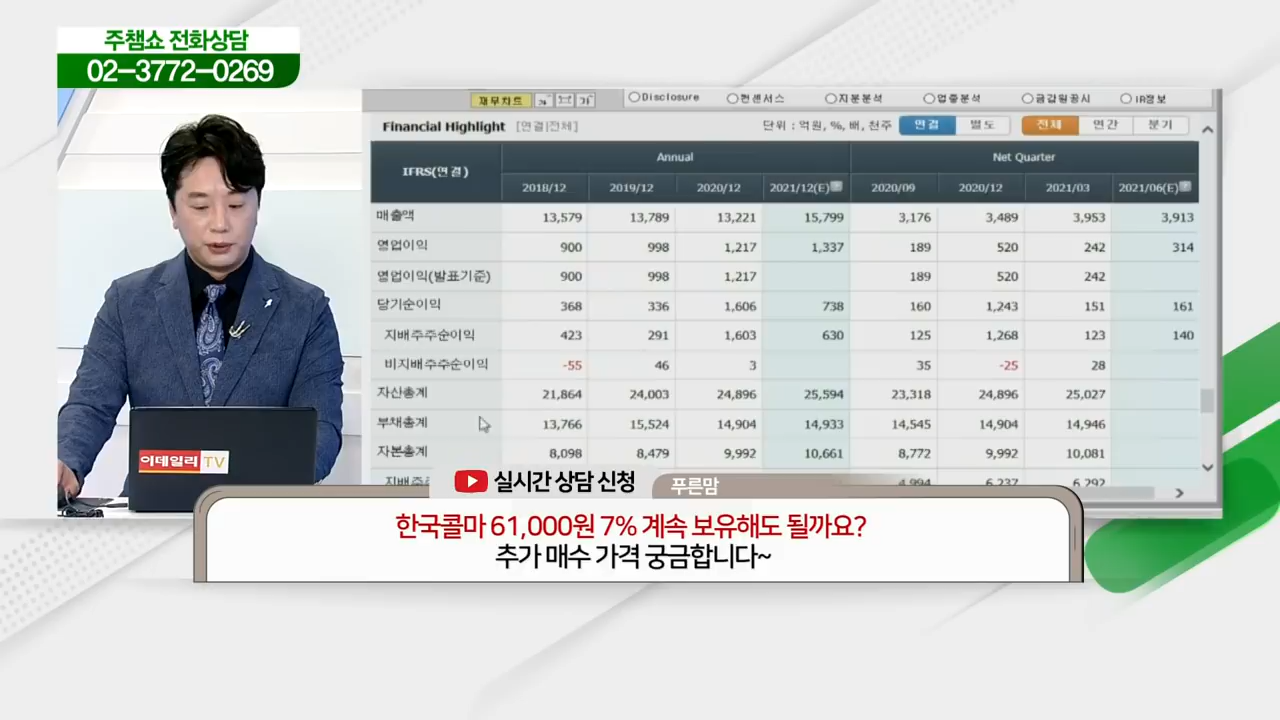 주챔쇼 전화상담
02-3772-0269
재무차트
Disclosure 컨센서스 지분분석 업종분석 금감원공시 IR정보
Financial Highlight [연결|전체] 단위 : 억원, %, 배, 천주 연결 별도 전체 연간 분기
IFRS(연결) Annual Net Quarter
2018/12 2019/12 2020/12 2021/12(E) 2020/09 2020/12 2021/03 2021/06(E)
매출액 13,579 13,789 13,221 15,799 3,176 3,489 3,953 3,913
영업이익 900 998 1,217 1,337 189 520 242 314
영업이익(발표기준) 900 998 1,217 189 520 242
당기순이익 368 336 1,606 738 160 1,243 151 161
지배주주순이익 423 291 1,603 630 125 1,268 123 140
비지배주주순이익 -55 46 3 35 -25 28
자산총계 21,864 24,003 24,896 25,594 23,318 24,896 25,027
부채총계 13,766 15,524 14,904 14,933 14,545 14,904 14,946
자본총계 8,098 8,479 9,992 10,661 8,772 9,992 10,081
4,994 6,237 6,292
이데일리 TV
실시간 상담 신청 푸른맘
한국콜마 61,000원 7% 계속 보유해도 될까요?
추가 매수 가격 궁금합니다~